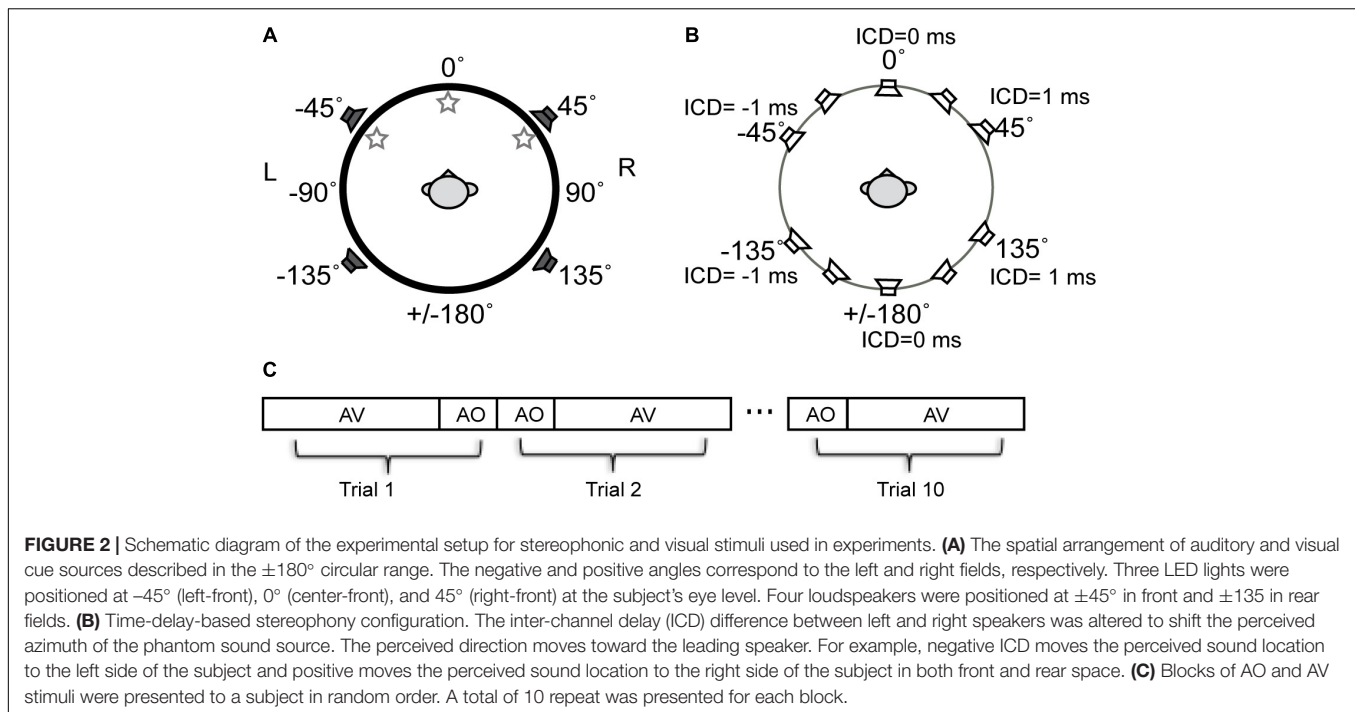 A
0°
-45°
45°
L
R
-90°
90°
-135°
135°
+/-180°
B
ICD=0 ms
0°
ICD= -1 ms
-45°
ICD=1 ms
45°
-135°
ICD= -1 ms
135°
ICD= 1 ms
+/-180°
ICD=0 ms
C
AV AO AO AV ... AO AV
Trial 1 Trial 2 Trial 10
FIGURE 2 | Schematic diagram of the experimental setup for stereophonic and visual stimuli used in experiments. (A) The spatial arrangement of auditory and visual
cue sources described in the ±180° circular range. The negative and positive angles correspond to the left and right fields, respectively. Three LED lights were
positioned at –45° (left-front), 0° (center-front), and 45° (right-front) at the subject's eye level. Four loudspeakers were positioned at ±45° in front and ±135 in rear
fields. (B) Time-delay-based stereophony configuration. The inter-channel delay (ICD) difference between left and right speakers was altered to shift the perceived
azimuth of the phantom sound source. The perceived direction moves toward the leading speaker. For example, negative ICD moves the perceived sound location
to the left side of the subject and positive moves the perceived sound location to the right side of the subject in both front and rear space. (C) Blocks of AO and AV
stimuli were presented to a subject in random order. A total of 10 repeat was presented for each block.